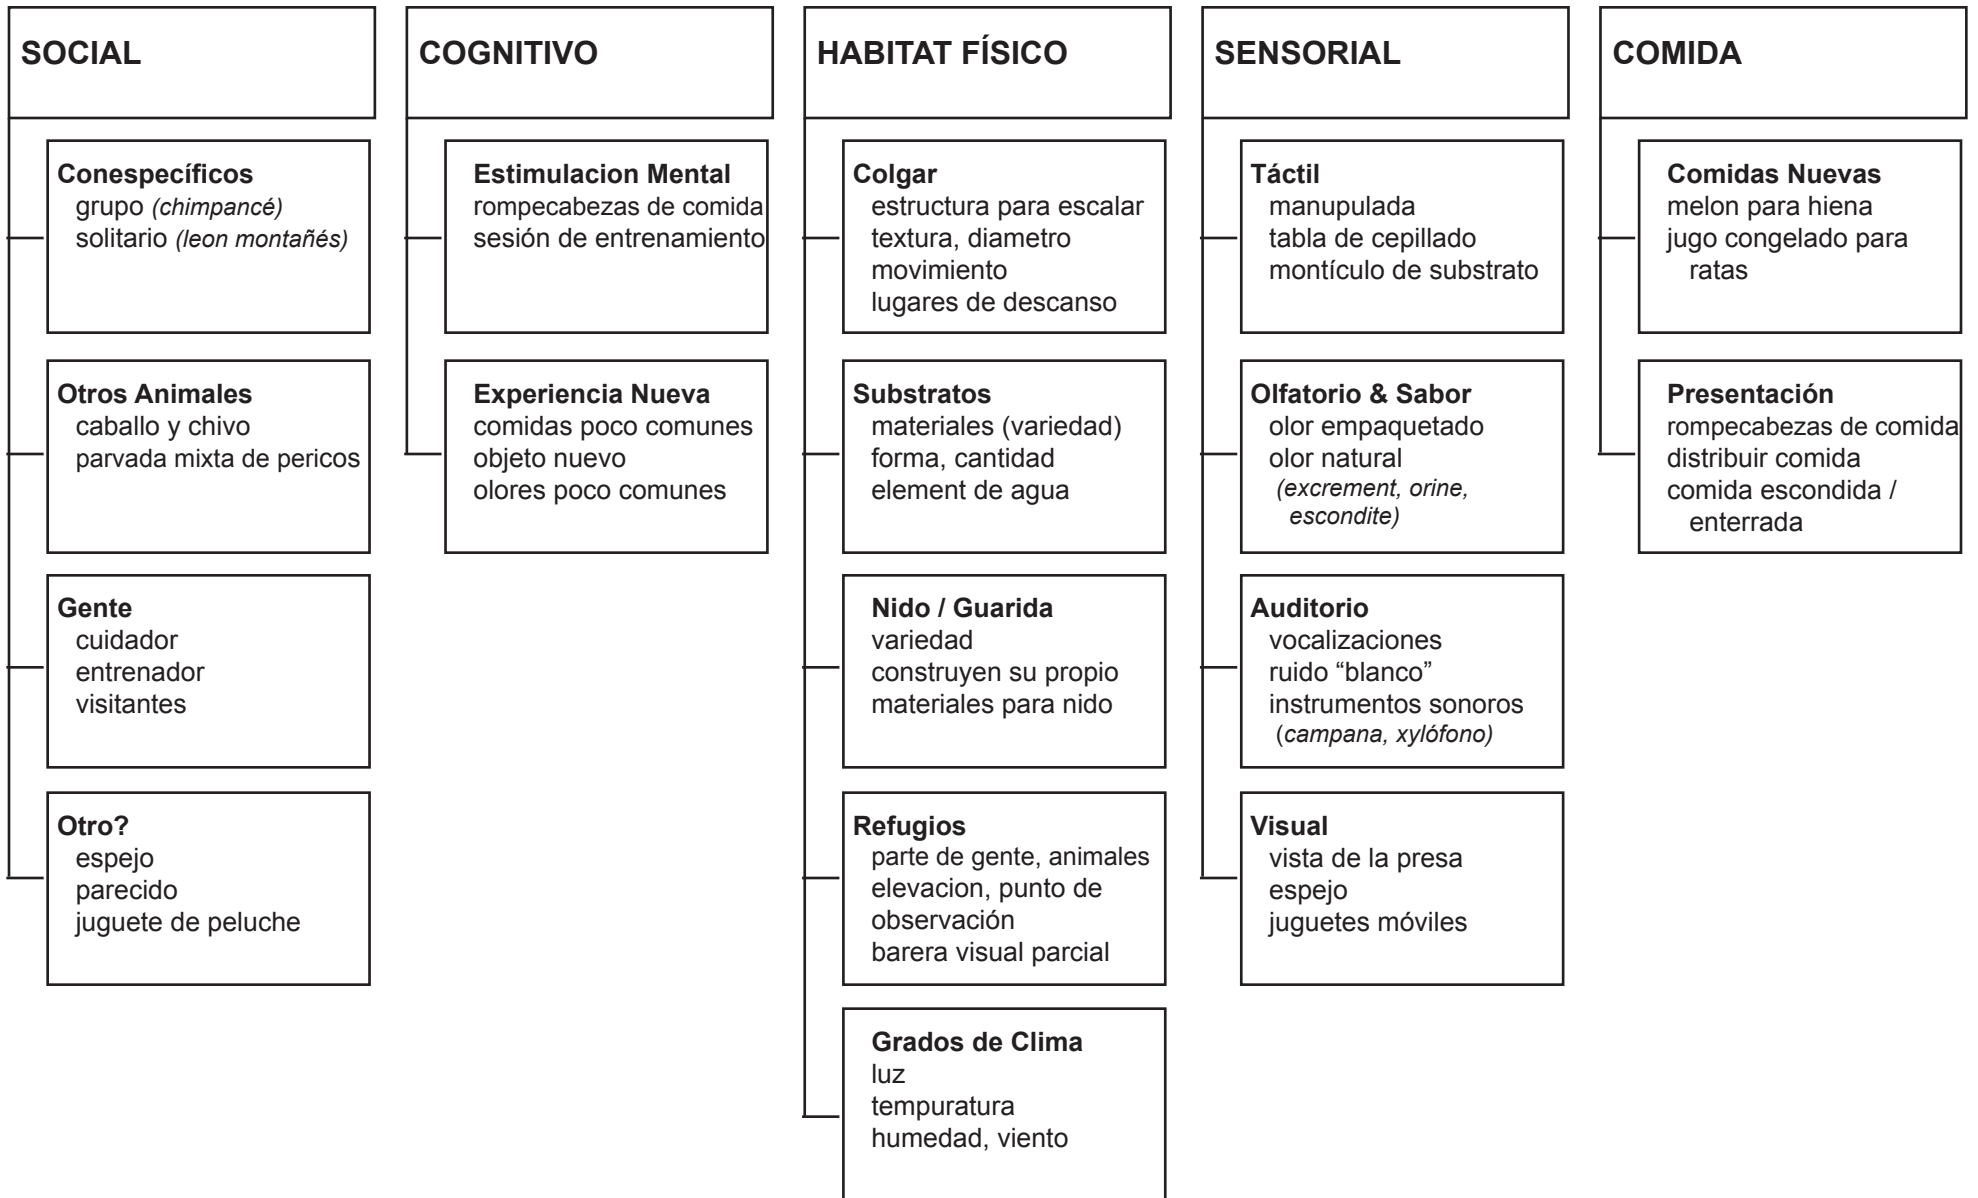 SOCIAL
Conespecíficos
grupo (chimpancé)
solitario (leon montañés)
Otros Animales
caballo y chivo
parvada mixta de pericos
Gente
cuidador
entrenador
visitantes
Otro?
espejo
parecido
juguete de peluche
COGNITIVO
Estimulacion Mental
rompecabezas de comida
sesión de entrenamiento
Experiencia Nueva
comidas poco comunes
objeto nuevo
olores poco comunes
HABITAT FÍSICO
Colgar
estructura para escalar
textura, diametro
movimiento
lugares de descanso
Substratos
materiales (variedad)
forma, cantidad
element de agua
Nido / Guarida
variedad
construyen su propio
materiales para nido
Refugios
parte de gente, animales
elevacion, punto de
observación
barera visual parcial
Grados de Clima
luz
tempuratura
humedad, viento
SENSORIAL
Táctil
manupulada
tabla de cepillado
montículo de substrato
Olfatorio & Sabor
olor empaquetado
olor natural
(excrement, orine,
escondite)
Auditorio
vocalizaciones
ruido “blanco”
instrumentos sonoros
(campana, xylófono)
Visual
vista de la presa
espejo
juguetes móviles
COMIDA
Comidas Nuevas
melon para hiena
jugo congelado para
ratas
Presentación
rompecabezas de comida
distribuir comida
comida escondida /
enterrada